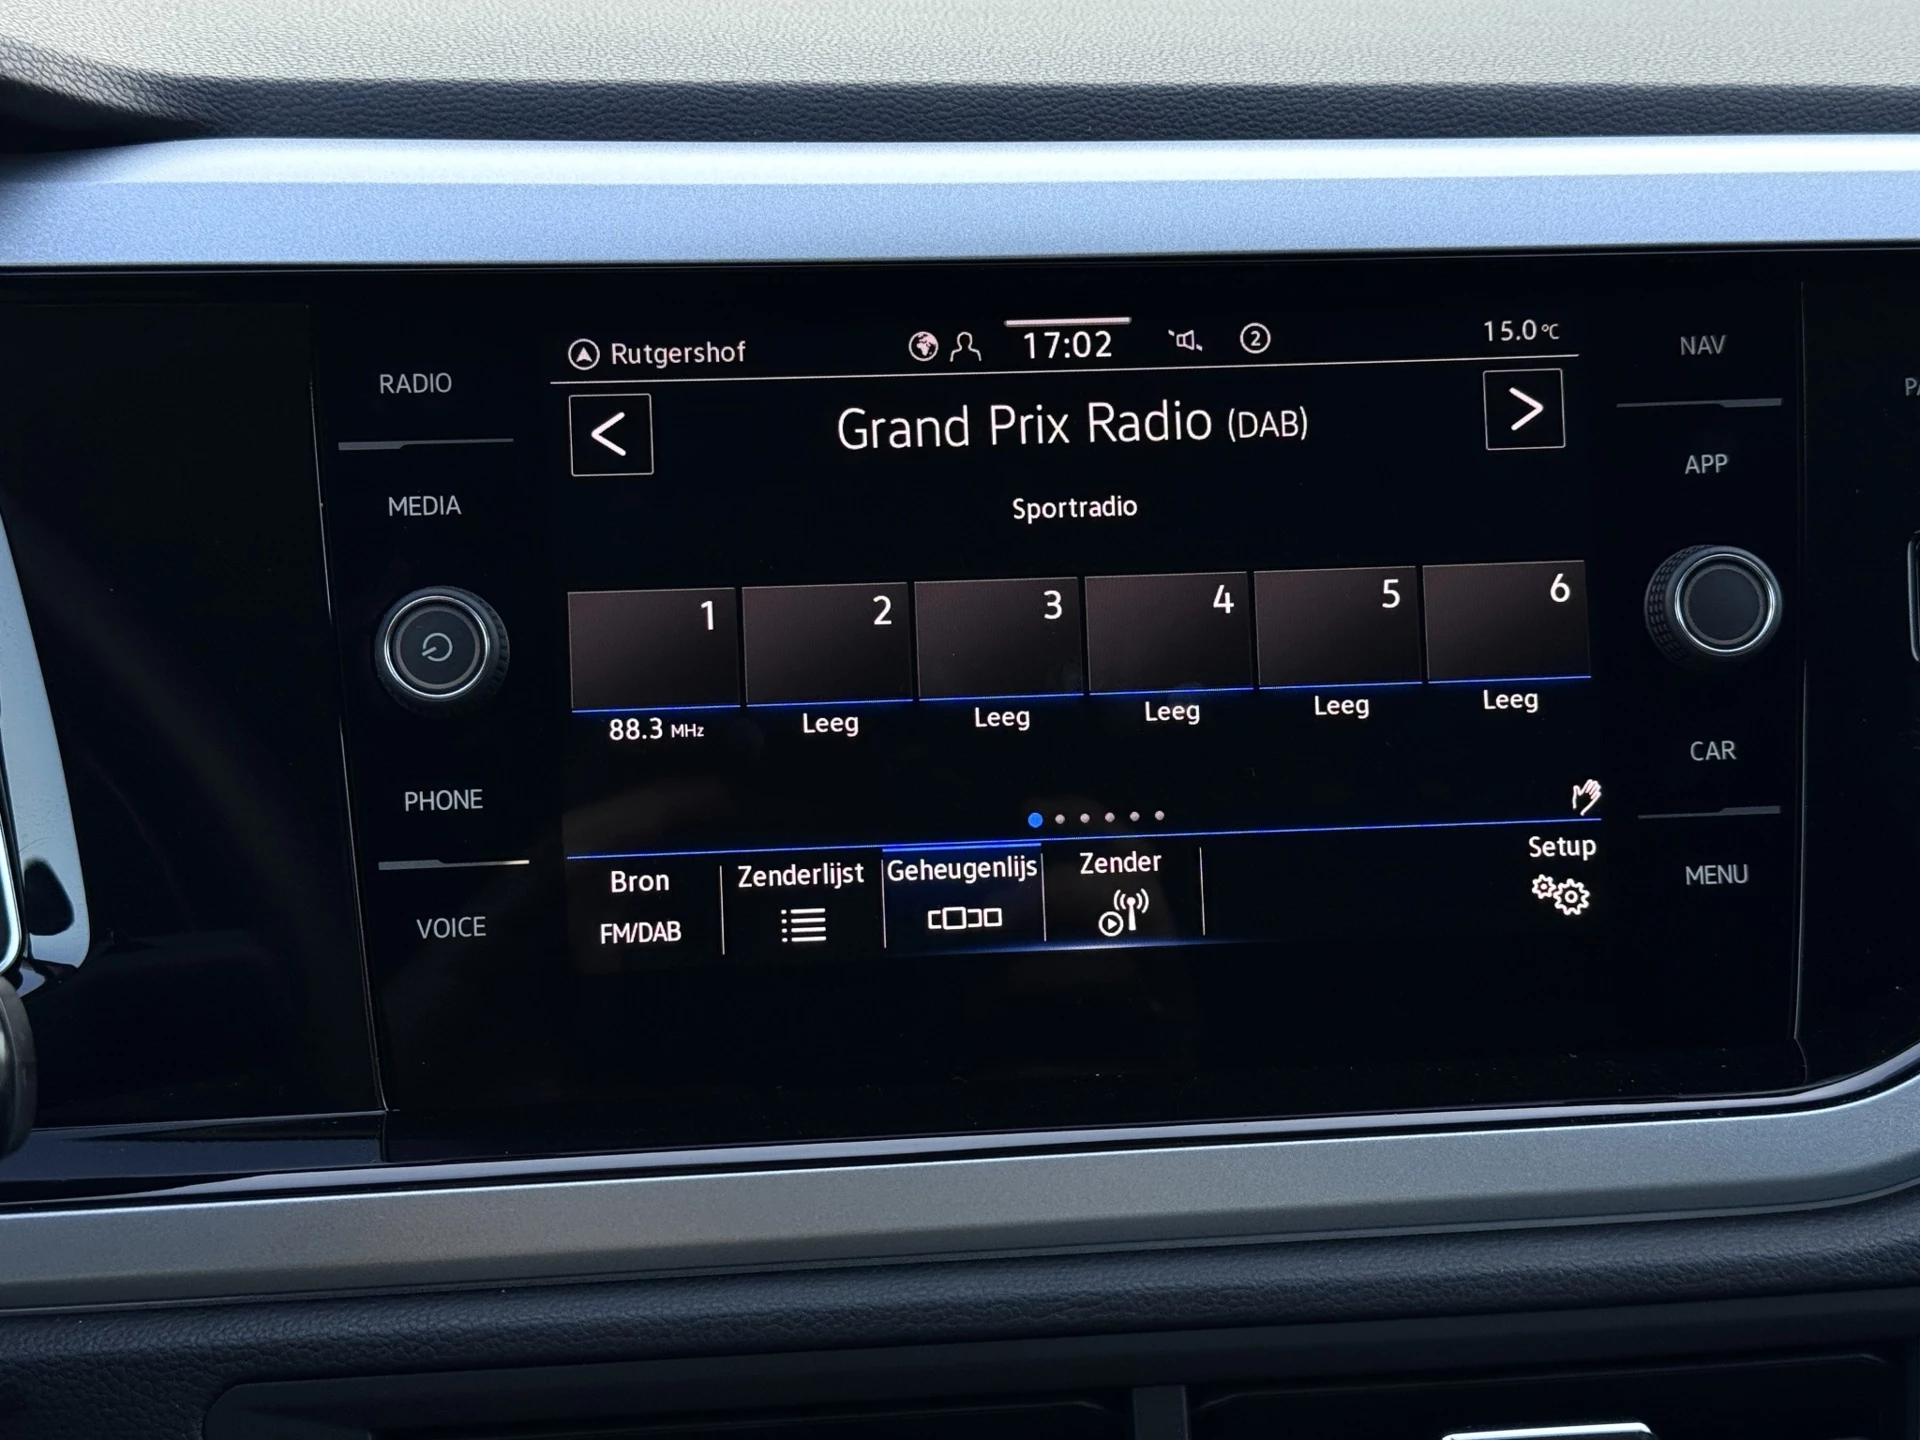 Rutgershof
17:02
2
15.0 °C
Grand Prix Radio (DAB)
Sportradio
1
2
3
4
5
6
88.3 MHz
Leeg
Leeg
Leeg
Leeg
Leeg
Bron
FM/DAB
Zenderlijst
Geheugenlijs
Zender
Setup
RADIO
MEDIA
PHONE
VOICE
NAV
APP
CAR
MENU